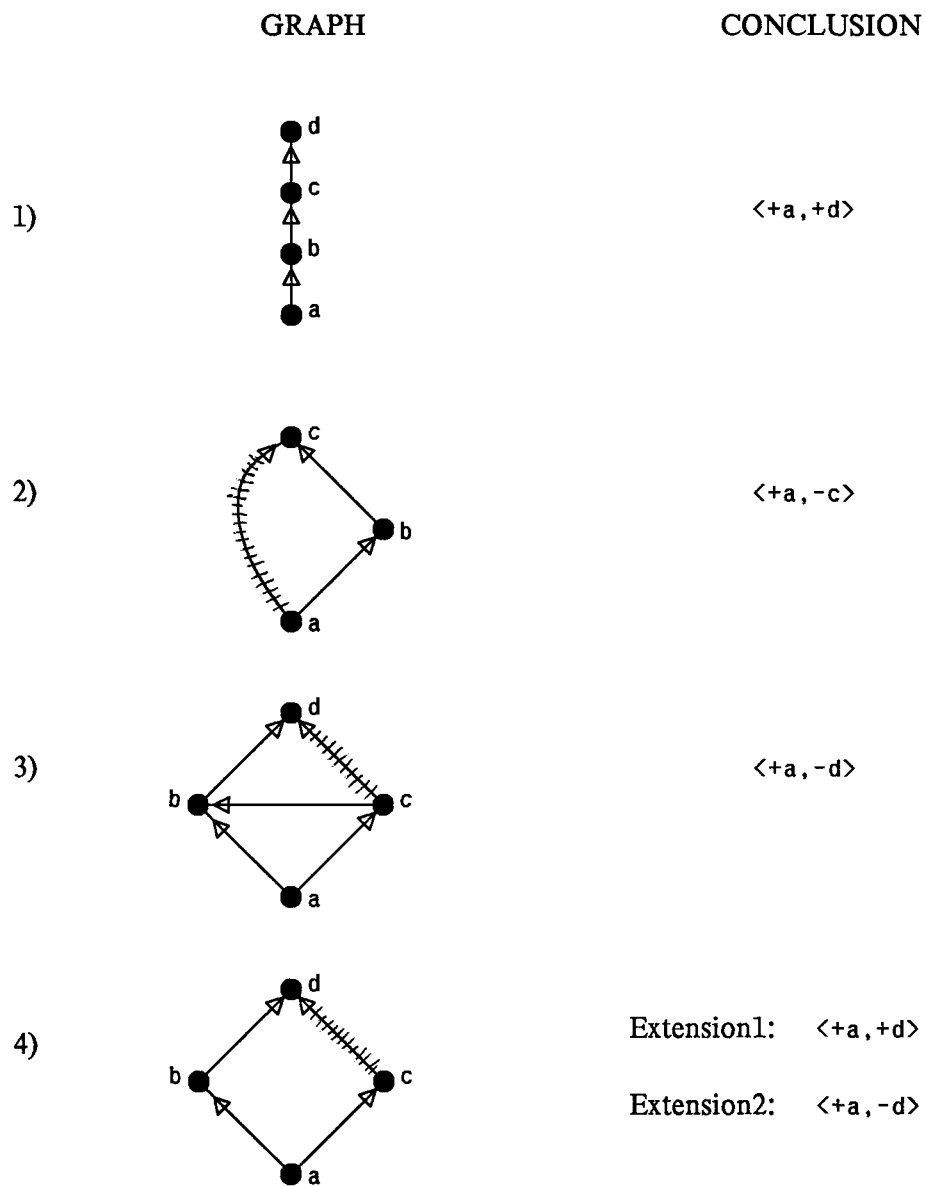 GRAPH CONCLUSION
d
c
1) <+a,+d>
b
a
c
2) <+a,-c>
b
a
d
3) <+a,-d>
b c
a
d
Extension1: <+a,+d>
4)
b c
Extension2: <+a,-d>
a